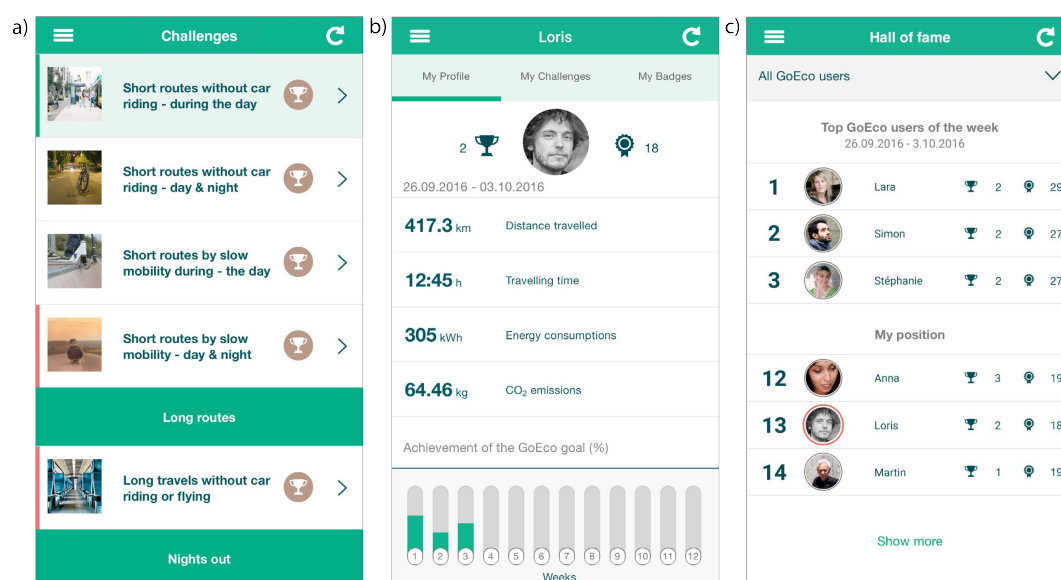 a)
Challenges
Short routes without car
riding - during the day
Short routes without car
riding - day & night
Short routes by slow
mobility during - the day
Short routes by slow
mobility - day & night
Long routes
Long travels without car
riding or flying
Nights out
b)
Loris
My Profile My Challenges My Badges
2 18
26.09.2016 - 03.10.2016
417.3 km Distance travelled
12:45 h Travelling time
305 kWh Energy consumptions
64.46 kg CO₂ emissions
Achievement of the GoEco goal (%)
1 2 3 4 5 6 7 8 9 10 11 12
Weeks
c)
Hall of fame
All GoEco users
Top GoEco users of the week
26.09.2016 - 3.10.2016
1 Lara 2 29
2 Simon 2 27
3 Stéphanie 2 27
My position
12 Anna 3 19
13 Loris 2 18
14 Martin 1 19
Show more